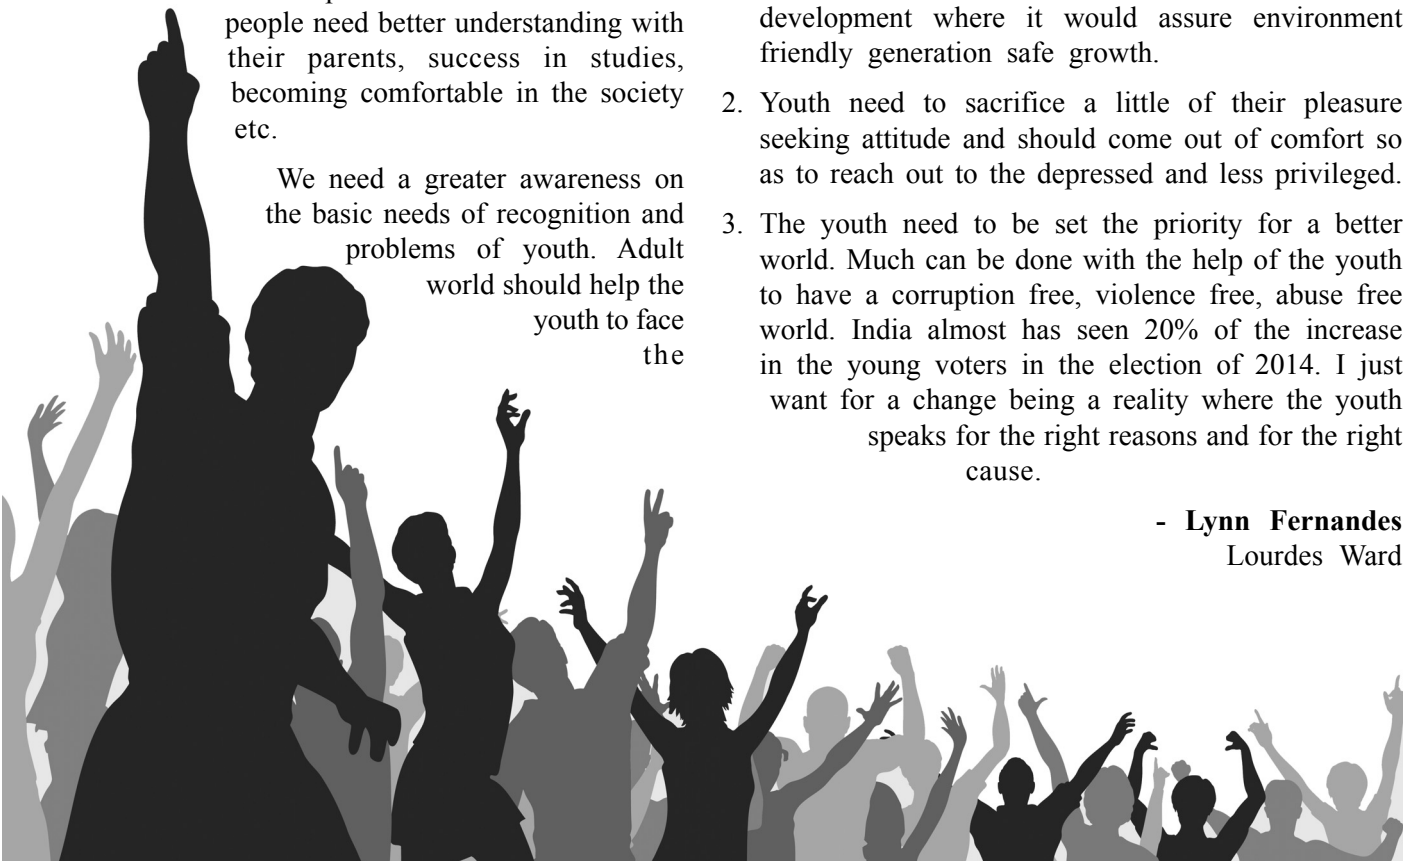 people need better understanding with
their parents, success in studies,
becoming comfortable in the society
etc.
We need a greater awareness on
the basic needs of recognition and
problems of youth. Adult
world should help the
youth to face
the
development where it would assure environment
friendly generation safe growth.
2. Youth need to sacrifice a little of their pleasure
seeking attitude and should come out of comfort so
as to reach out to the depressed and less privileged.
3. The youth need to be set the priority for a better
world. Much can be done with the help of the youth
to have a corruption free, violence free, abuse free
world. India almost has seen 20% of the increase
in the young voters in the election of 2014. I just
want for a change being a reality where the youth
speaks for the right reasons and for the right
cause.
- Lynn Fernandes
Lourdes Ward